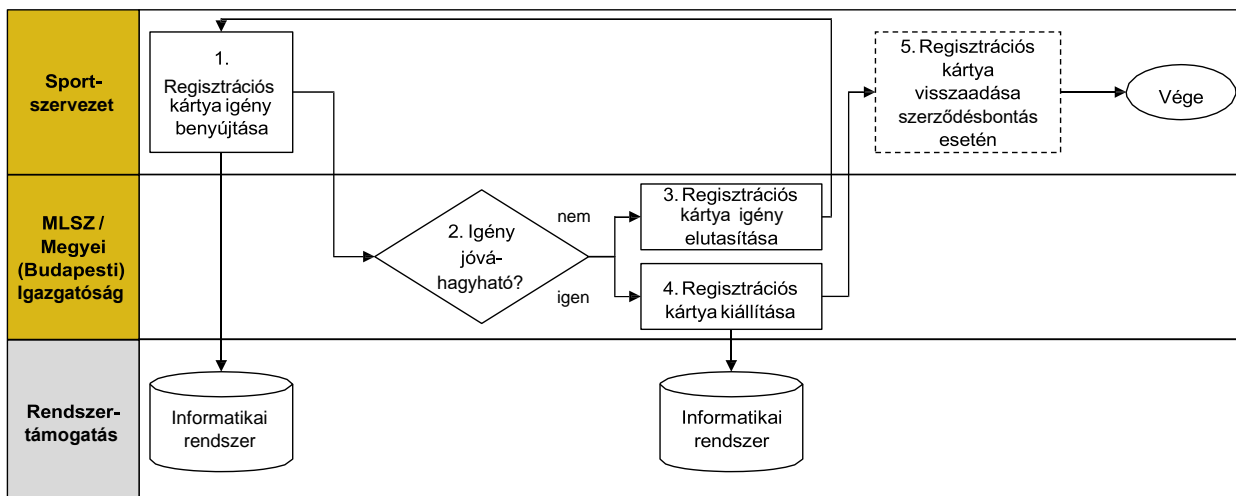 Sport-
szervezet
1.
Regisztrációs
kártya igény
benyújtása
5. Regisztrációs
kártya
visszaadása
szerződésbontás
esetén
Vége
MLSZ /
Megyei
(Budapesti)
Igazgatóság
2. Igény
jóvá-
hagyható?
nem
igen
3. Regisztrációs
kártya igény
elutasítása
4. Regisztrációs
kártya kiállítása
Rendszer-
támogatás
Informatikai
rendszer
Informatikai
rendszer